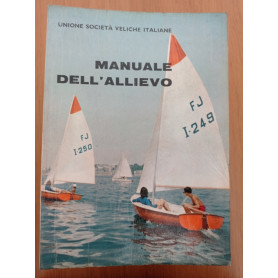 UNIONE SOCIETÀ VELICHE ITALIANE
MANUALE
DELL'ALLIEVO
FJ
I-249
FJ
I-250